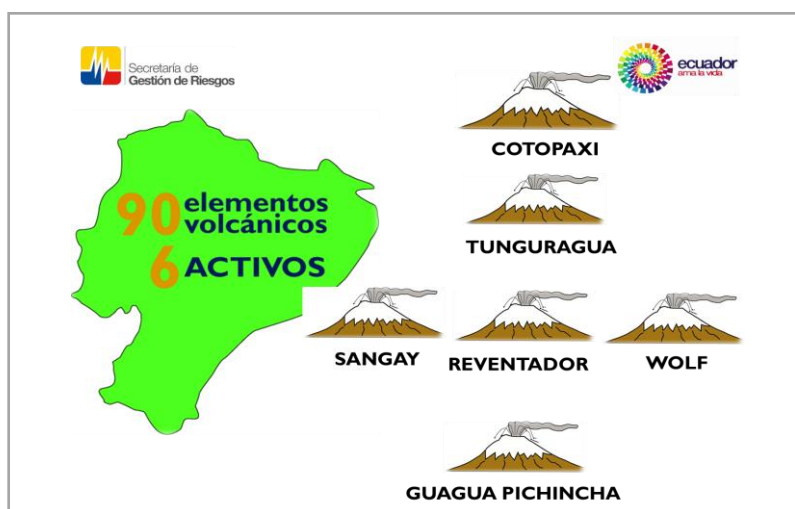 Secretaría de
Gestión de Riesgos
ecuador
ama la vida
90 elementos
volcánicos
6 ACTIVOS
COTOPAXI
TUNGURAGUA
SANGAY
REVENTADOR
WOLF
GUAGUA PICHINCHA